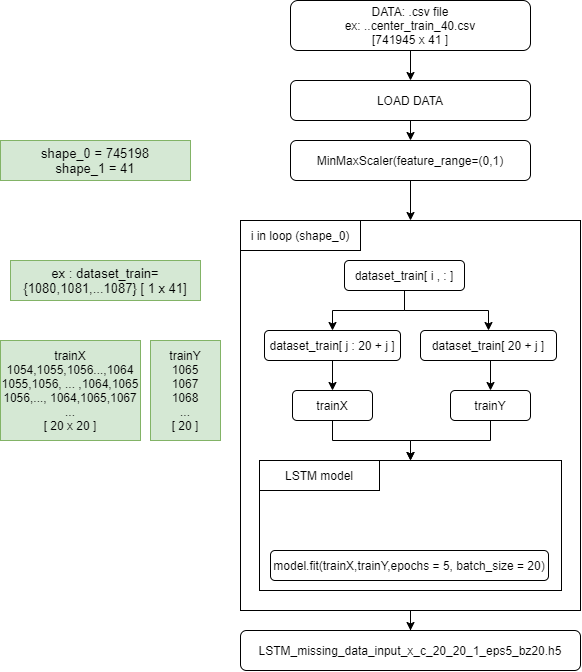 DATA: .csv file
ex: ..center_train_40.csv
[741945 x 41 ]
LOAD DATA
shape_0 = 745198
shape_1 = 41
MinMaxScaler(feature_range=(0,1)
i in loop (shape_0)
ex : dataset_train=
{1080,1081,...1087} [ 1 x 41]
dataset_train[ i , : ]
dataset_train[ j : 20 + j ]
dataset_train[ 20 + j ]
trainX
1054,1055,1056...,1064
1055,1056, ... ,1064,1065
1056,..., 1064,1065,1067
...
[ 20 x 20 ]
trainY
1065
1067
1068
...
[ 20 ]
trainX
trainY
LSTM model
model.fit(trainX,trainY,epochs = 5, batch_size = 20)
LSTM_missing_data_input_x_c_20_20_1_eps5_bz20.h5